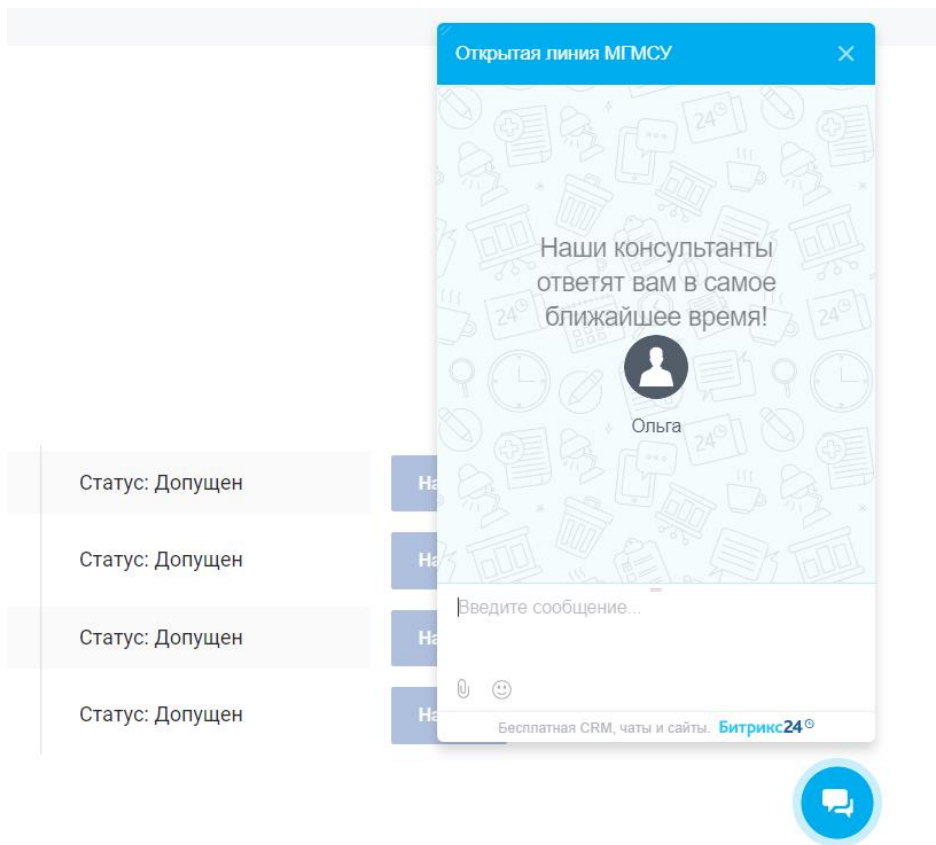 Открытая линия МГМСУ
Наши консультанты
ответят вам в самое
ближайшее время!
Ольга
Статус: Допущен
Статус: Допущен
Статус: Допущен
Статус: Допущен
Введите сообщение...
Бесплатная CRM, чаты и сайты. Битрикс24